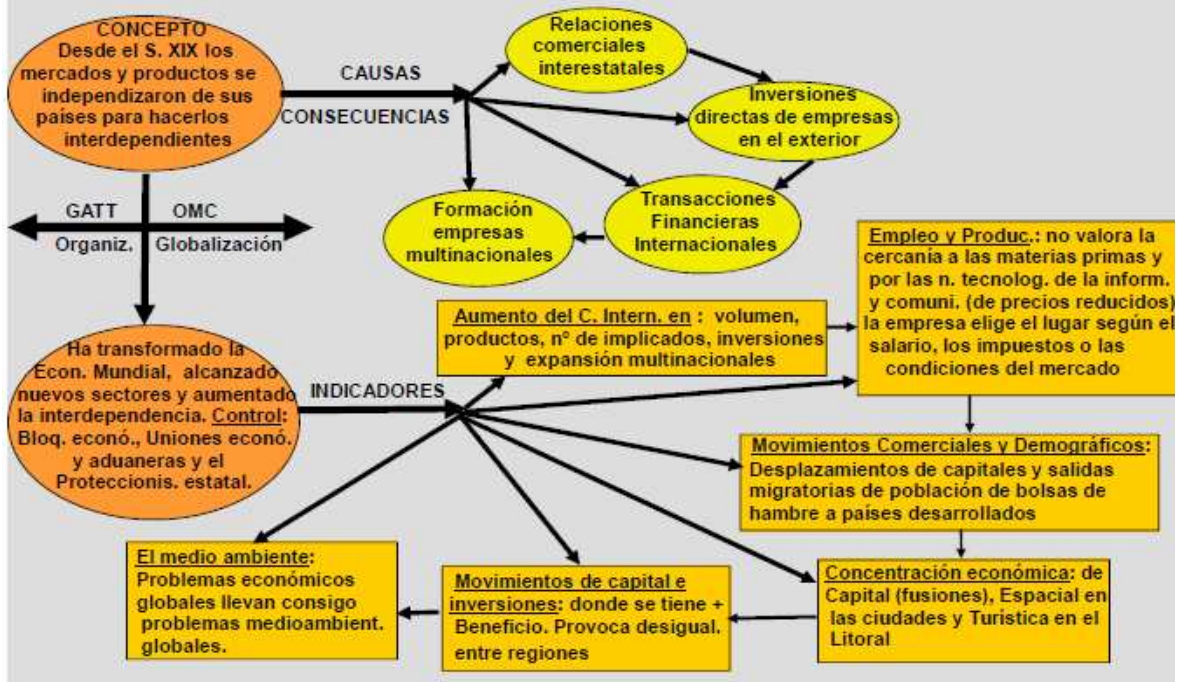 CONCEPTO
Desde el S. XIX los
mercados y productos se
independizaron de sus
países para hacerlos
interdependientes
CAUSAS
CONSECUENCIAS
Relaciones
comerciales
interestatales
Inversiones
directas de empresas
en el exterior
Transacciones
Financieras
Internacionales
Formación
empresas
multinacionales
GATT
OMC
Organiz.
Globalización
Ha transformado la
Econ. Mundial, alcanzado
nuevos sectores y aumentado
la interdependencia. Control:
Bloq. econó., Uniones econó.
y aduaneras y el
Proteccionis. estatal.
INDICADORES
Aumento del C. Intern. en : volumen,
productos, nº de implicados, inversiones
y expansión multinacionales
Empleo y Produc.: no valora la
cercanía a las materias primas y
por las n. tecnolog. de la inform.
y comuni. (de precios reducidos)
la empresa elige el lugar según el
salario, los impuestos o las
condiciones del mercado
Movimientos Comerciales y Demográficos:
Desplazamientos de capitales y salidas
migratorias de población de bolsas de
hambre a países desarrollados
Concentración económica: de
Capital (fusiones), Espacial en
las ciudades y Turística en el
Litoral
Movimientos de capital e
inversiones: donde se tiene +
Beneficio. Provoca desigual.
entre regiones
El medio ambiente:
Problemas económicos
globales llevan consigo
problemas medioambient.
globales.